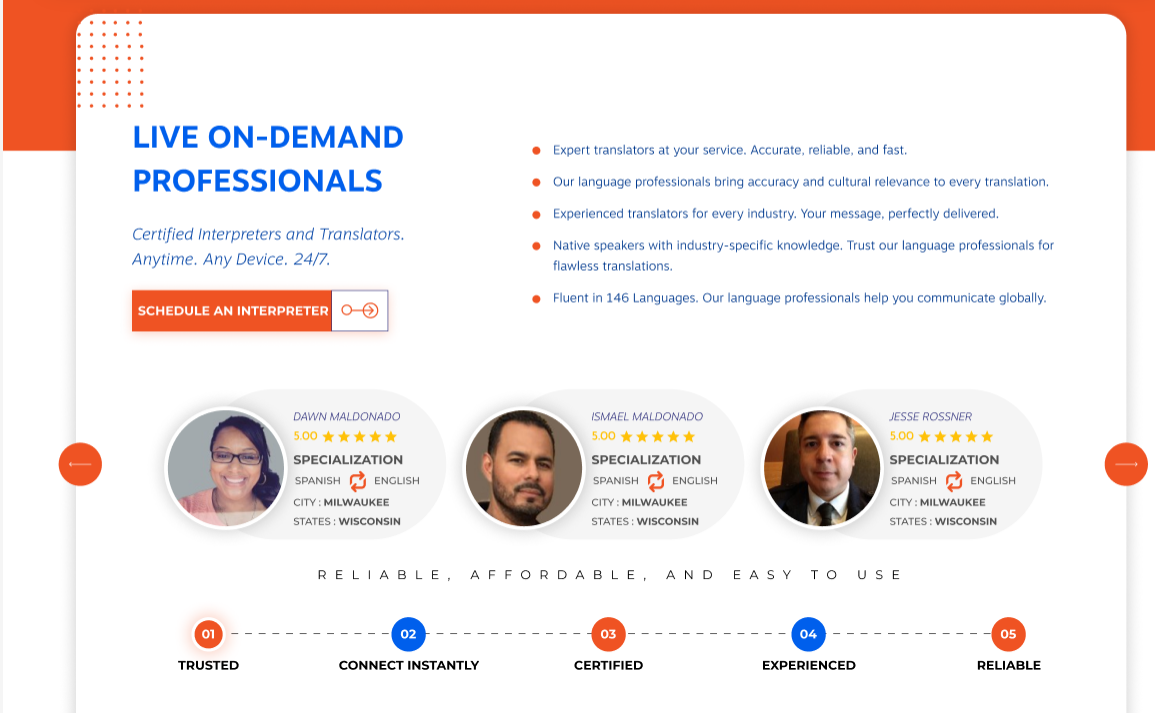 LIVE ON-DEMAND
PROFESSIONALS
Certified Interpreters and Translators.
Anytime. Any Device. 24/7.
SCHEDULE AN INTERPRETER
Expert translators at your service. Accurate, reliable, and fast.
Our language professionals bring accuracy and cultural relevance to every translation.
Experienced translators for every industry. Your message, perfectly delivered.
Native speakers with industry-specific knowledge. Trust our language professionals for
flawless translations.
Fluent in 146 Languages. Our language professionals help you communicate globally.
DAWN MALDONADO
5.00
SPECIALIZATION
SPANISH ENGLISH
CITY : MILWAUKEE
STATES : WISCONSIN
ISMAEL MALDONADO
5.00
SPECIALIZATION
SPANISH ENGLISH
CITY : MILWAUKEE
STATES : WISCONSIN
JESSE ROSSNER
5.00
SPECIALIZATION
SPANISH ENGLISH
CITY : MILWAUKEE
STATES : WISCONSIN
RELIABLE, AFFORDABLE, AND EASY TO USE
01
TRUSTED
02
CONNECT INSTANTLY
03
CERTIFIED
04
EXPERIENCED
05
RELIABLE